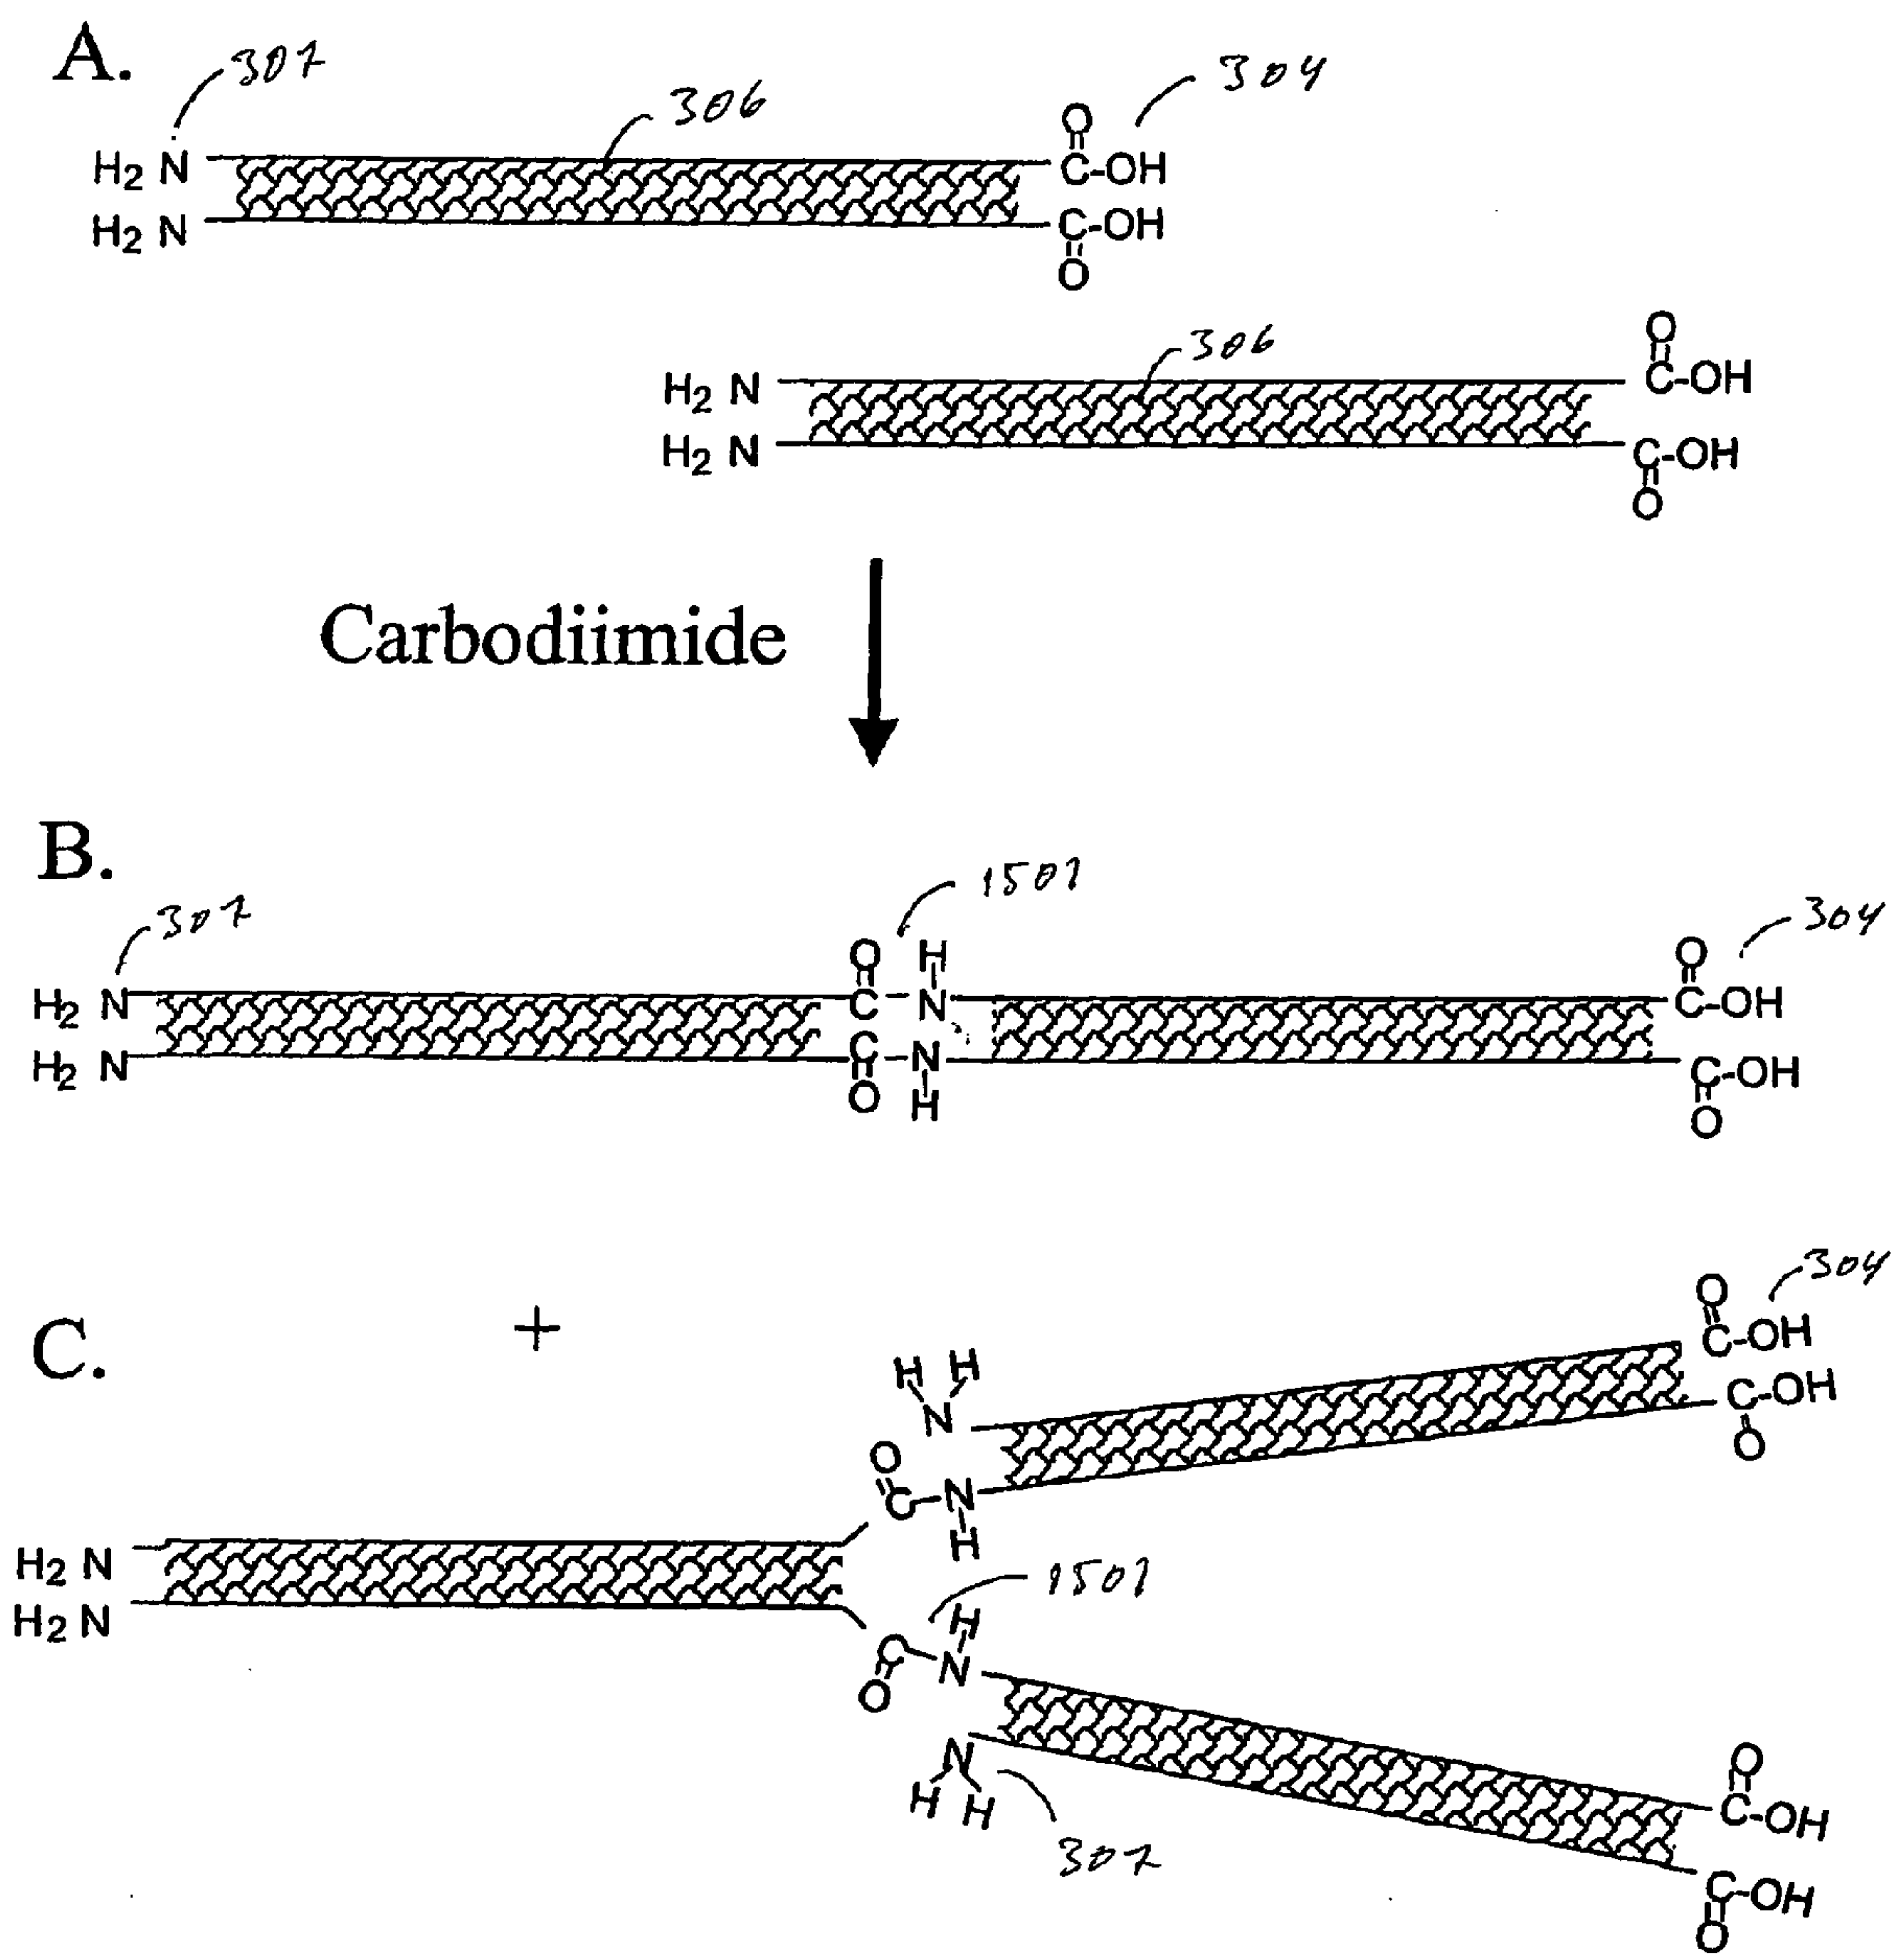 A.
307
306
304
O
H2 N C-OH
H2 N C-OH
O
306
O
H2 N C-OH
H2 N C-OH
O
Carbodiimide
B.
1501
307
304
O H O
H2 N C-N C-OH
H2 N C-N C-OH
O H O
C.
+
304
O
H H C-OH
N C-OH
O O
C-N
H
H2 N
H2 N
1501
H
C-N
O
N
H H
307
O
C-OH
C-OH
O